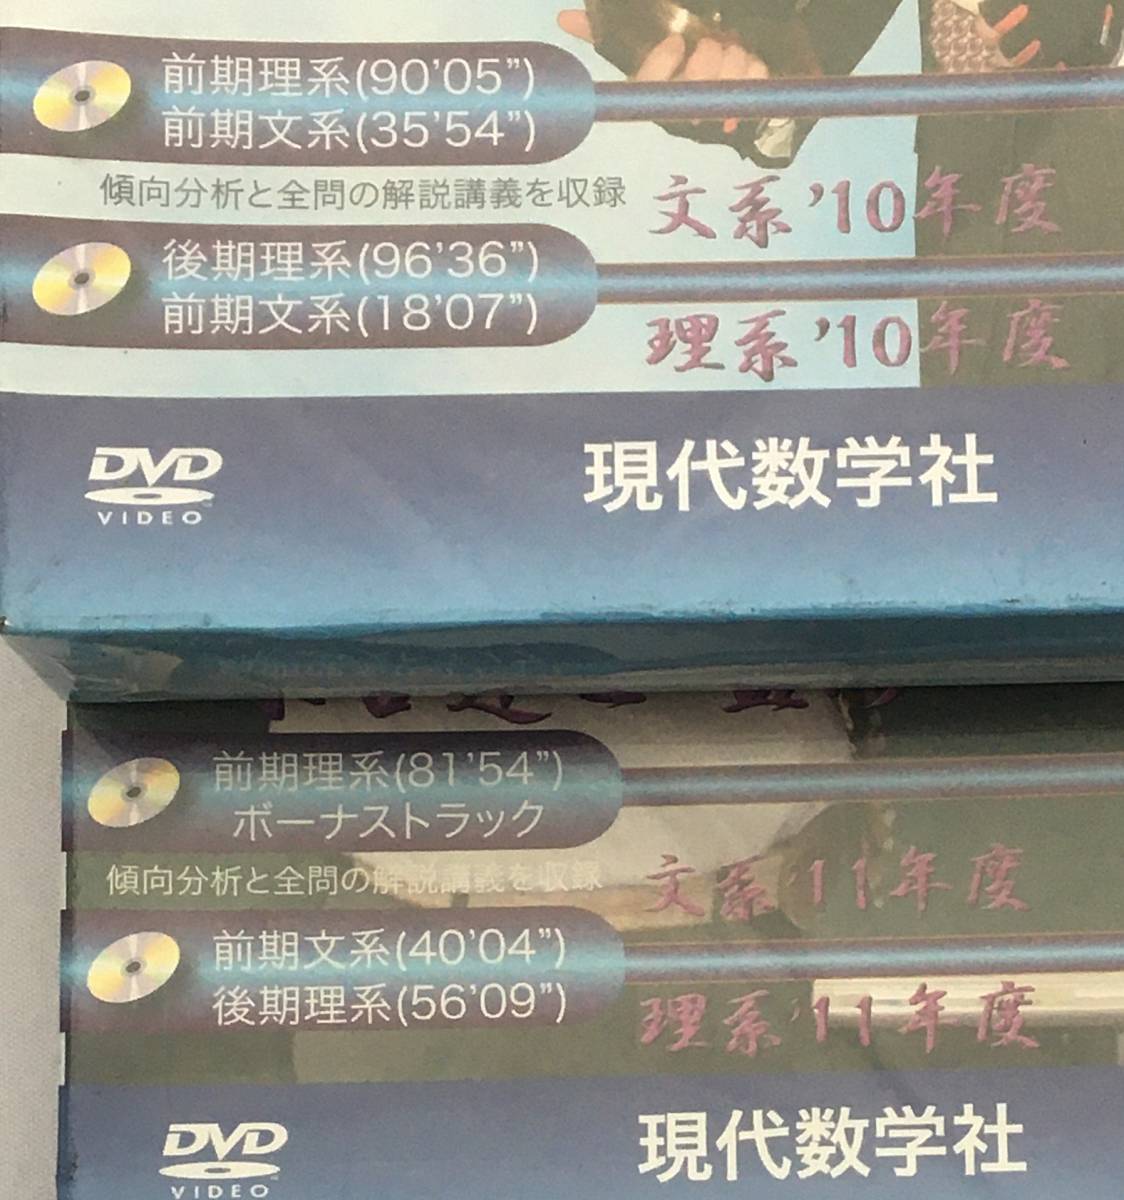 前期理系(90’05”)
前期文系(35’54”)
傾向分析と全問の解説講義を収録
文系’10年度
後期理系(96’36”)
前期文系(18’07”)
理系’10年度
DVD
VIDEO
現代数学社
前期理系(81’54”)
ボーナストラック
傾向分析と全問の解説講義を収録
文系’11年度
前期文系(40’04”)
後期理系(56’09”)
理系’11年度
DVD
VIDEO
現代数学社